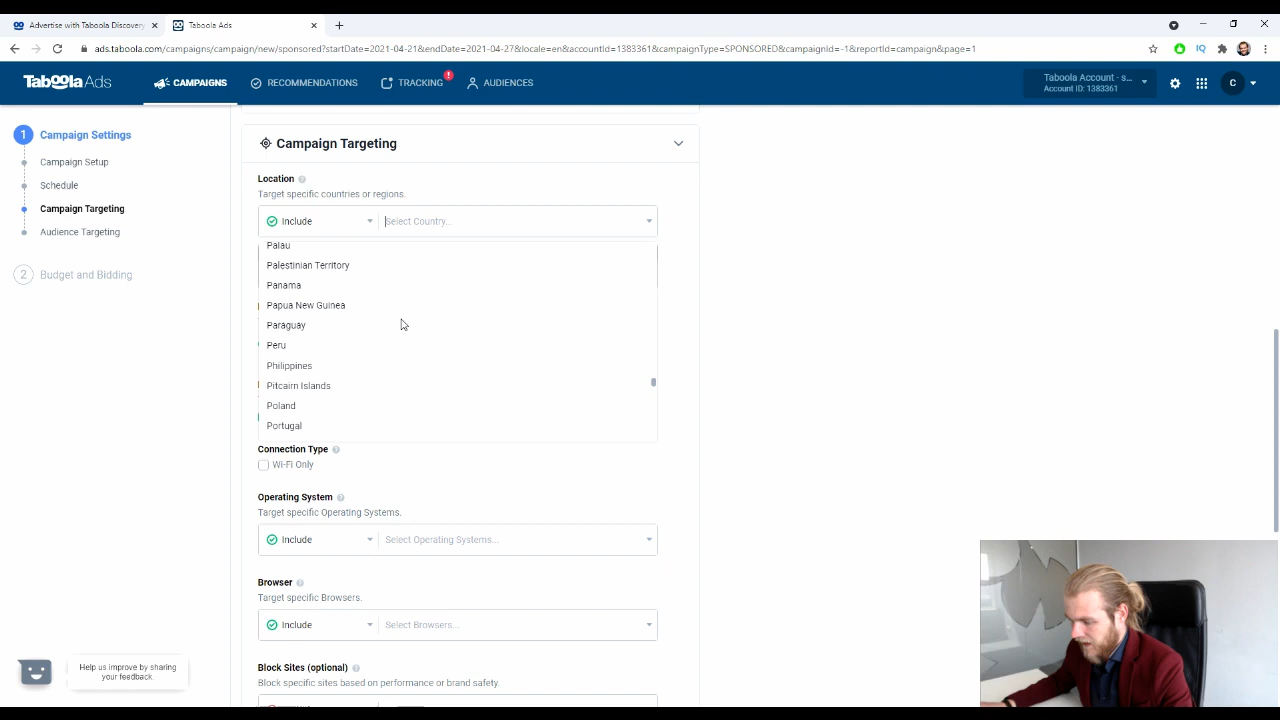 Advertise with Taboola Discovery
Taboola Ads
ads.taboola.com/campaigns/campaign/new/sponsored?startDate=2021-04-21&endDate=2021-04-27&locale=en&accountId=1383361&campaignType=SPONSORED&campaignId=-1&reportId=campaign&page=1
Taboola Ads
CAMPAIGNS
RECOMMENDATIONS
TRACKING
!
AUDIENCES
Taboola Account - s...
Account ID: 1383361
C
1 Campaign Settings
Campaign Setup
Schedule
Campaign Targeting
Audience Targeting
2 Budget and Bidding
Campaign Targeting
Location ?
Target specific countries or regions.
Include
Select Country...
Palau
Palestinian Territory
Panama
Papua New Guinea
Paraguay
Peru
Philippines
Pitcairn Islands
Poland
Portugal
Connection Type ?
Wi-Fi Only
Operating System ?
Target specific Operating Systems.
Include
Select Operating Systems...
Browser ?
Target specific Browsers.
Include
Select Browsers...
Block Sites (optional) ?
Block specific sites based on performance or brand safety.
Help us improve by sharing
your feedback.